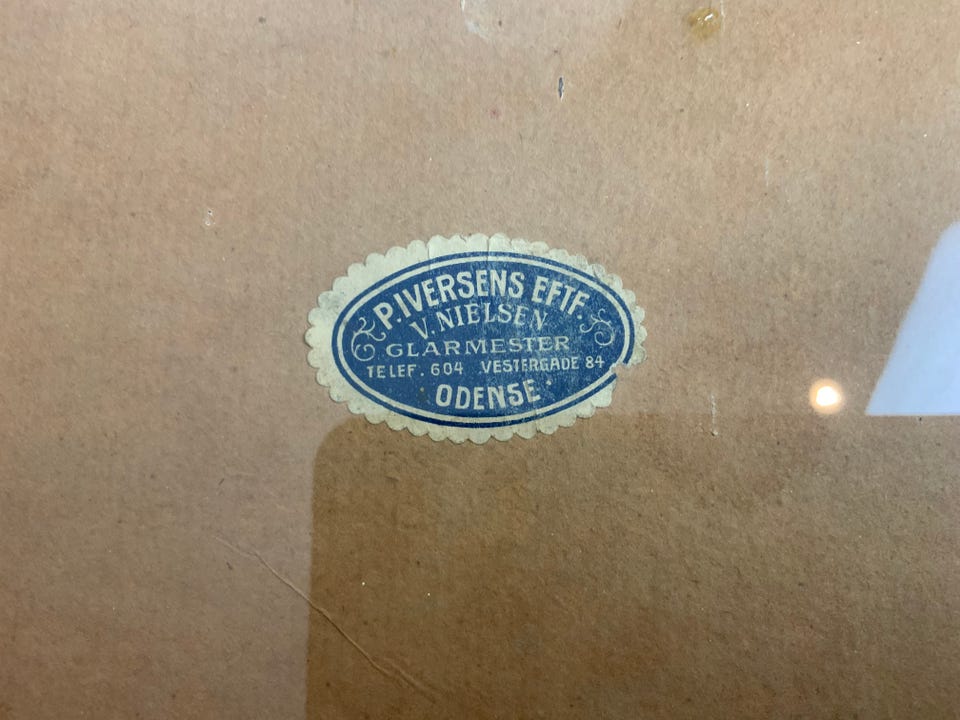 P. IVERSENS EFTF.
V. NIELSEN
GLARMESTER
TELEF. 604 VESTERGADE 84
· ODENSE ·